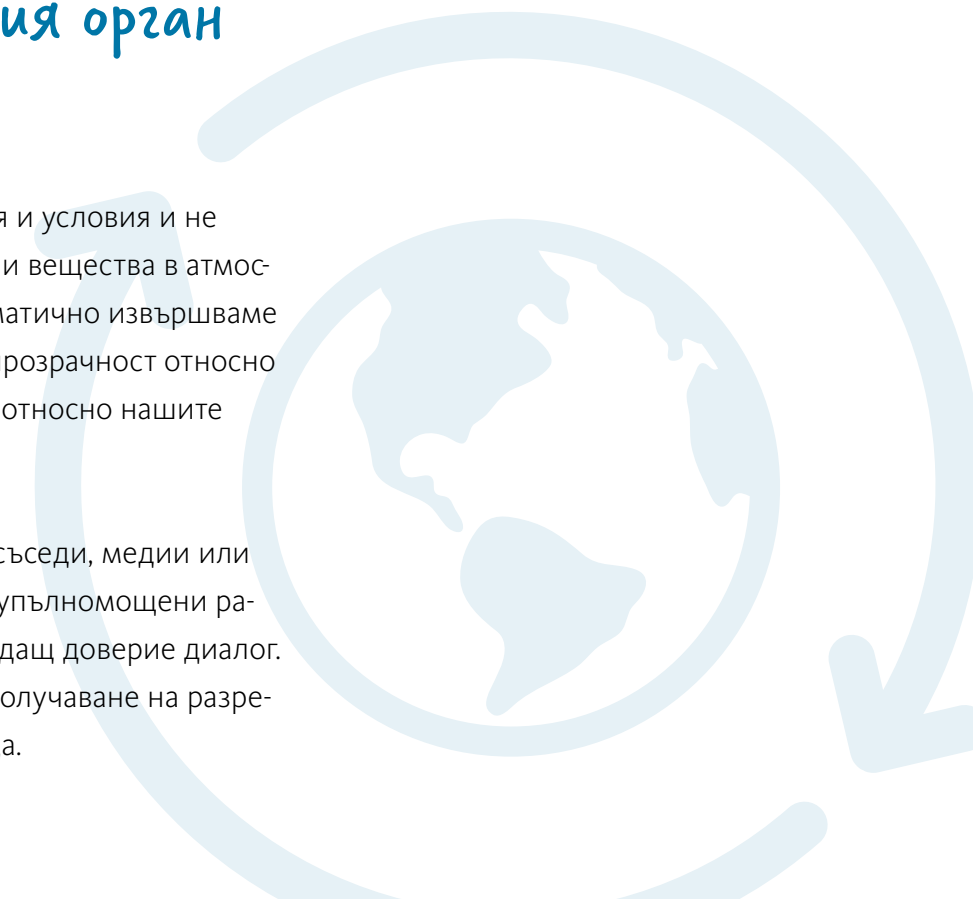 ия орган
я и условия и не
и вещества в атмос-
матично извършваме
прозрачност относно
относно нашите
съседи, медии или
упълномощени ра-
дащ доверие диалог.
олучаване на разре-
а.